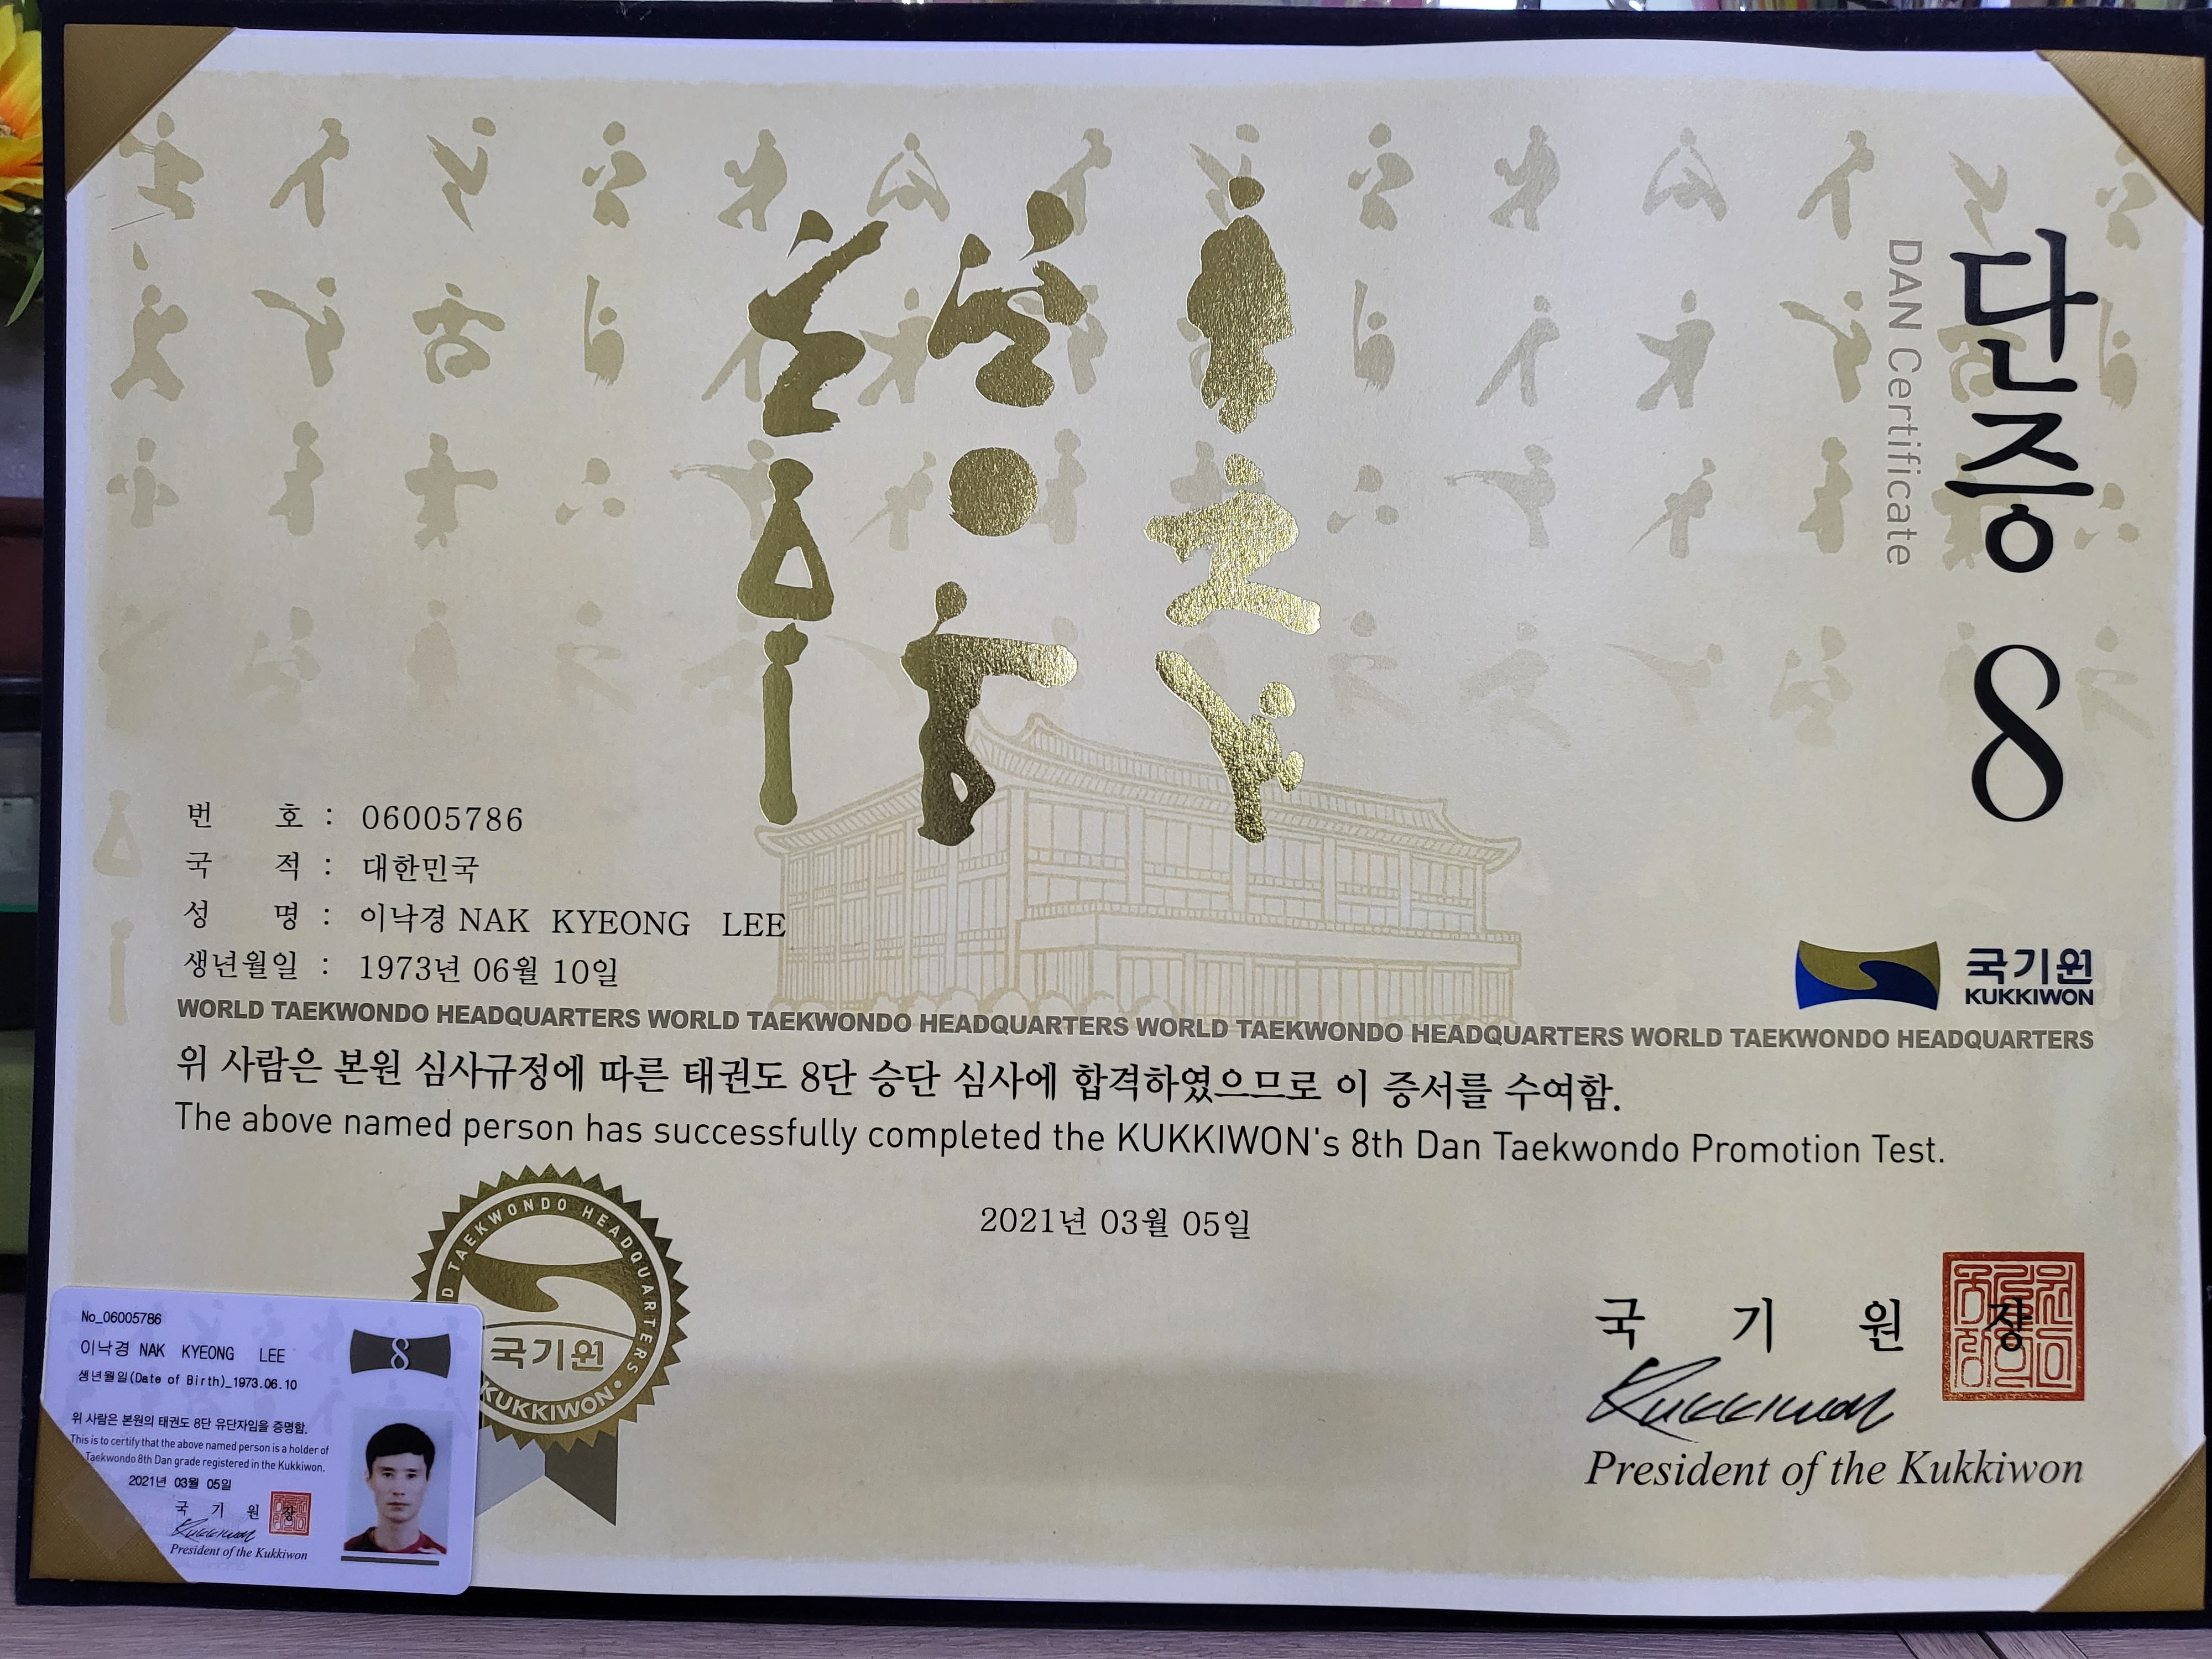 단증 8
DAN Certificate
번 호 : 06005786
국 적 : 대한민국
성 명 : 이낙경 NAK KYEONG LEE
생년월일 : 1973년 06월 10일
국기원
KUKKIWON
WORLD TAEKWONDO HEADQUARTERS WORLD TAEKWONDO HEADQUARTERS WORLD TAEKWONDO HEADQUARTERS WORLD TAEKWONDO HEADQUARTERS
위 사람은 본원 심사규정에 따른 태권도 8단 승단 심사에 합격하였으므로 이 증서를 수여함.
The above named person has successfully completed the KUKKIWON's 8th Dan Taekwondo Promotion Test.
2021년 03월 05일
TAEKWONDO HEADQUARTERS
국기원
KUKKIWON
국 기 원 장
Kukkiwon
President of the Kukkiwon
No_06005786
8
이낙경 NAK KYEONG LEE
생년월일(Date of Birth)_1973.06.10
위 사람은 본원의 태권도 8단 유단자임을 증명함.
This is to certify that the above named person is a holder of
Taekwondo 8th Dan grade registered in the Kukkiwon.
2021년 03월 05일
국 기 원 장
Kukkiwon
President of the Kukkiwon